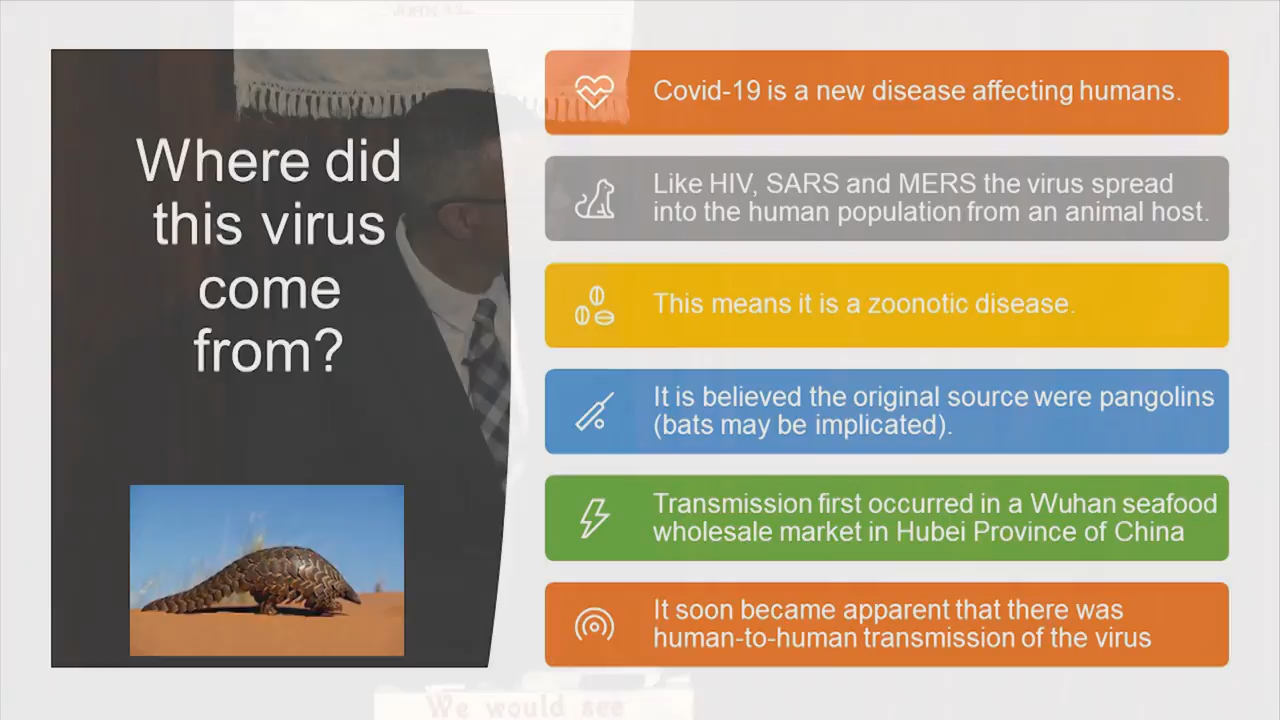 Where did
this virus
come
from?
Covid-19 is a new disease affecting humans.
Like HIV, SARS and MERS the virus spread
into the human population from an animal host.
This means it is a zoonotic disease.
It is believed the original source were pangolins
(bats may be implicated).
Transmission first occurred in a Wuhan seafood
wholesale market in Hubei Province of China
It soon became apparent that there was
human-to-human transmission of the virus
We would see